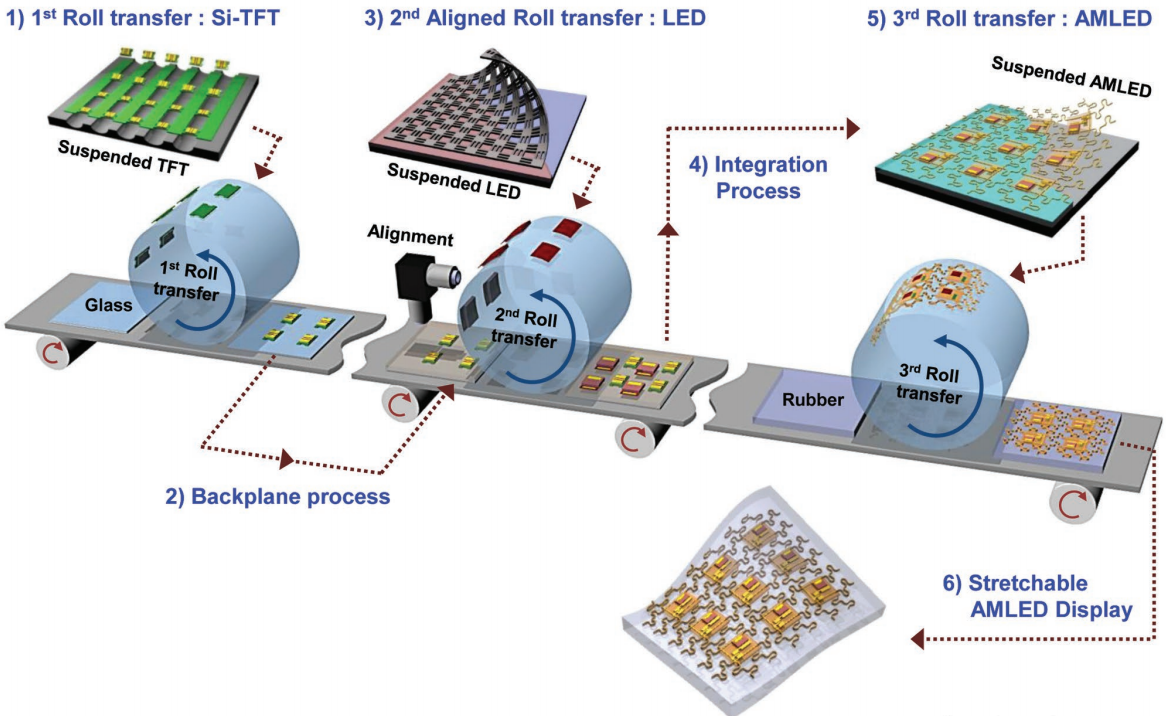 1) 1st Roll transfer : Si-TFT
3) 2nd Aligned Roll transfer : LED
5) 3rd Roll transfer : AMLED
Suspended TFT
Suspended LED
Suspended AMLED
4) Integration
Process
Alignment
Glass
1st Roll
transfer
2nd Roll
transfer
Rubber
3rd Roll
transfer
2) Backplane process
6) Stretchable
AMLED Display